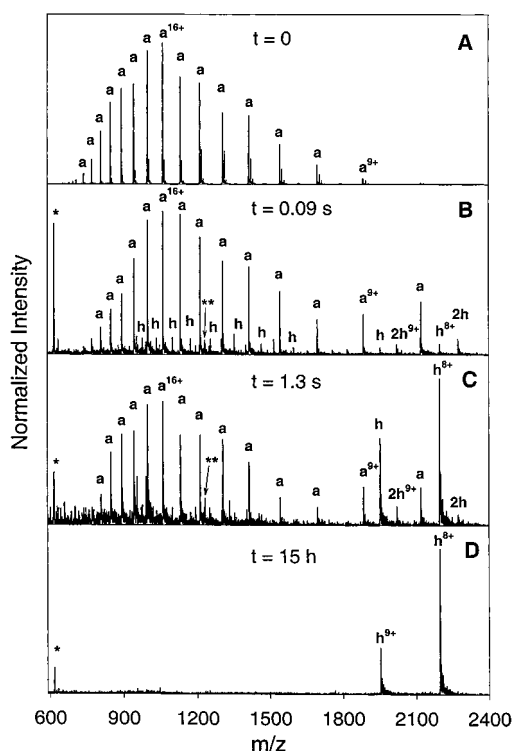 t = 0
A
a a a a a a a a¹⁶⁺ a a a a a a a⁹⁺
t = 0.09 s
B
* a a a a a a a¹⁶⁺ a a a a a a a⁹⁺ a
h h h h ** h h h h h 2h⁹⁺ h⁸⁺ 2h
t = 1.3 s
C
* a a a a a a a¹⁶⁺ a a ** a a a a a⁹⁺ h 2h⁹⁺ a h⁸⁺ 2h
t = 15 h
D
* h⁹⁺ h⁸⁺
Normalized Intensity
600 900 1200 1500 1800 2100 2400
m/z